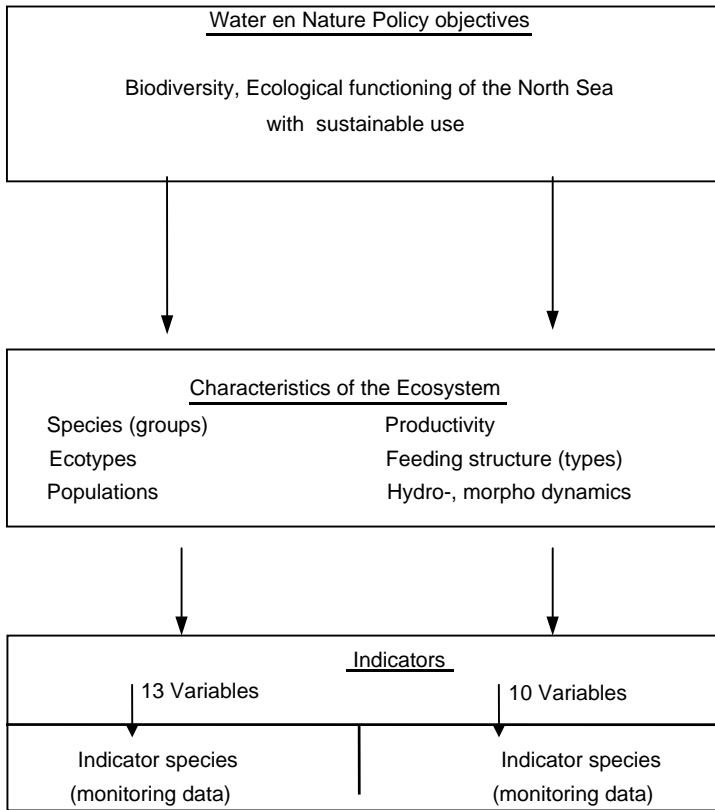 Water en Nature Policy objectives
Biodiversity, Ecological functioning of the North Sea
with sustainable use
Characteristics of the Ecosystem
Species (groups) Productivity
Ecotypes Feeding structure (types)
Populations Hydro-, morpho dynamics
Indicators
13 Variables 10 Variables
Indicator species Indicator species
(monitoring data) (monitoring data)